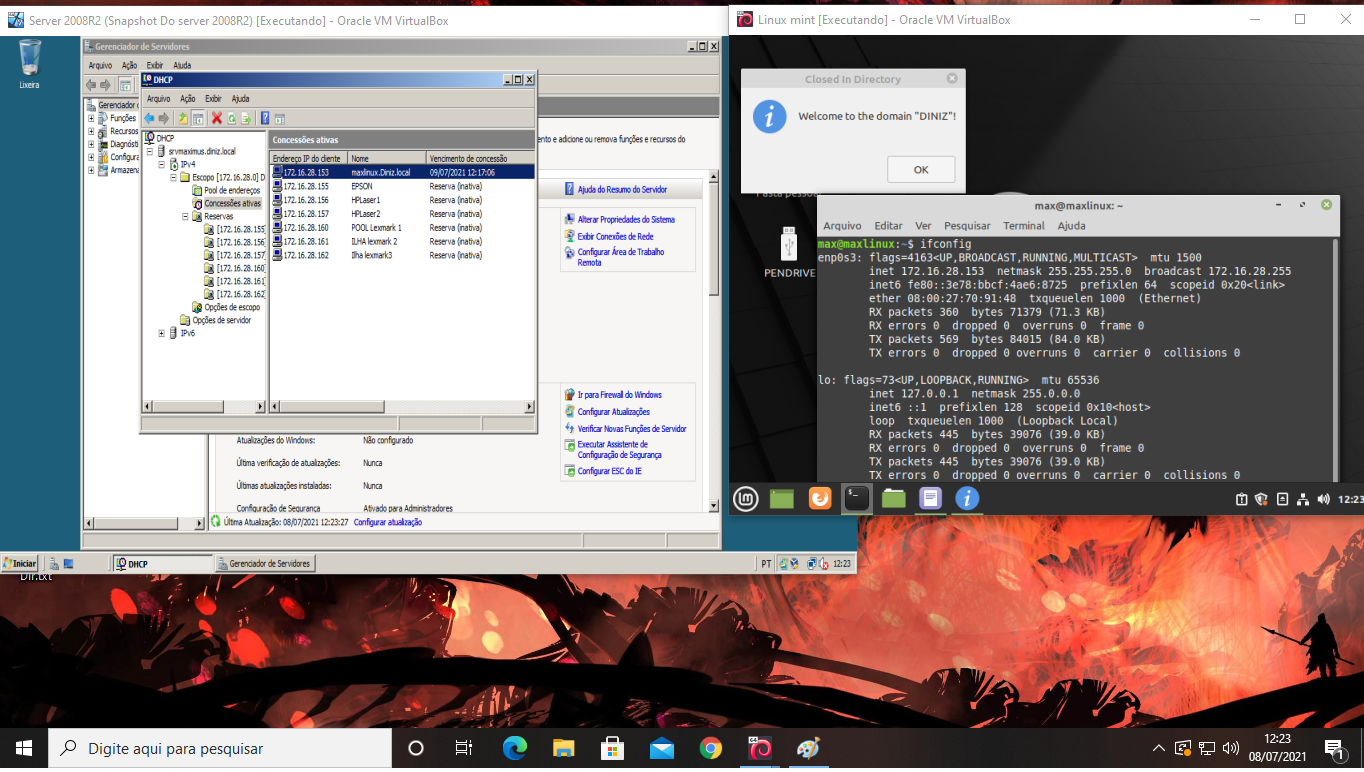 Server 2008R2 (Snapshot Do server 2008R2) [Executando] - Oracle VM VirtualBox
Lixeira
Gerenciador de Servidores
Arquivo Ação Exibir Ajuda
Gerenciador
Funções
Recursos
Diagnósti
Configura
Armazena
DHCP
Arquivo Ação Exibir Ajuda
DHCP
srvmaximus.diniz.local
IPv4
Escopo [172.16.28.0] D
Pool de endereços
Concessões ativas
Reservas
[172.16.28.155]
[172.16.28.156]
[172.16.28.157]
[172.16.28.160]
[172.16.28.161]
[172.16.28.162]
Opções de escopo
Opções de servidor
IPv6
Concessões ativas
Endereço IP do cliente Nome Vencimento de concessão
172.16.28.153 maxlinux.Diniz.local 09/07/2021 12:17:06
172.16.28.155 EPSON Reserva (inativa)
172.16.28.156 HPLaser1 Reserva (inativa)
172.16.28.157 HPLaser2 Reserva (inativa)
172.16.28.160 POOL Lexmark 1 Reserva (inativa)
172.16.28.161 ILHA lexmark 2 Reserva (inativa)
172.16.28.162 Ilha lexmark3 Reserva (inativa)
ento e adicione ou remova funções e recursos do
Ajuda do Resumo do Servidor
Alterar Propriedades do Sistema
Exibir Conexões de Rede
Configurar Área de Trabalho
Remota
Ir para Firewall do Windows
Configurar Atualizações
Verificar Novas Funções de Servidor
Executar Assistente de
Configuração de Segurança
Configurar ESC do IE
Atualizações do Windows: Não configurado
Última verificação de atualizações: Nunca
Últimas atualizações instaladas: Nunca
Configuração de Segurança Ativado para Administradores
Última Atualização: 08/07/2021 12:23:27 Configurar atualização
Iniciar
DHCP
Gerenciador de Servidores
PT
12:23
Linux mint [Executando] - Oracle VM VirtualBox
Closed In Directory
Welcome to the domain "DINIZ"!
OK
Pasta pessoa
PENDRIVE
max@maxlinux: ~
Arquivo Editar Ver Pesquisar Terminal Ajuda
max@maxlinux:~$ ifconfig
enp0s3: flags=4163<UP,BROADCAST,RUNNING,MULTICAST> mtu 1500
inet 172.16.28.153 netmask 255.255.255.0 broadcast 172.16.28.255
inet6 fe80::3e78:bbcf:4ae6:8725 prefixlen 64 scopeid 0x20<link>
ether 08:00:27:70:91:48 txqueuelen 1000 (Ethernet)
RX packets 360 bytes 71379 (71.3 KB)
RX errors 0 dropped 0 overruns 0 frame 0
TX packets 569 bytes 84015 (84.0 KB)
TX errors 0 dropped 0 overruns 0 carrier 0 collisions 0
lo: flags=73<UP,LOOPBACK,RUNNING> mtu 65536
inet 127.0.0.1 netmask 255.0.0.0
inet6 ::1 prefixlen 128 scopeid 0x10<host>
loop txqueuelen 1000 (Loopback Local)
RX packets 445 bytes 39076 (39.0 KB)
RX errors 0 dropped 0 overruns 0 frame 0
TX packets 445 bytes 39076 (39.0 KB)
TX errors 0 dropped 0 overruns 0 carrier 0 collisions 0
12:23
Dir.txt
Digite aqui para pesquisar
12:23
08/07/2021
1